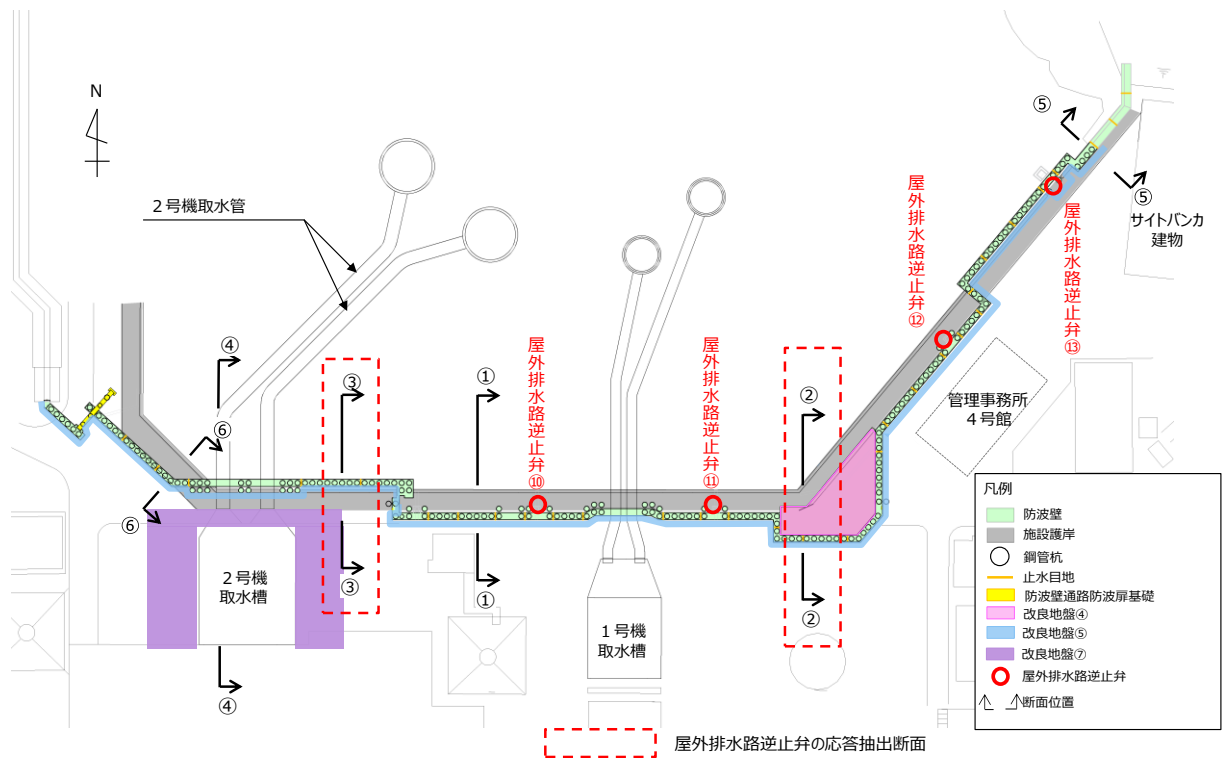 N
2号機取水管
④
③
①
屋外排水路逆止弁⑩
屋外排水路逆止弁⑪
②
屋外排水路逆止弁⑫
屋外排水路逆止弁⑬
⑤
⑤
サイトバンカ
建物
管理事務所
4号館
⑥
⑥
2号機
取水槽
③
①
1号機
取水槽
②
④
凡例
防波壁
施設護岸
鋼管杭
止水目地
防波壁通路防波扉基礎
改良地盤④
改良地盤⑤
改良地盤⑦
屋外排水路逆止弁
断面位置
屋外排水路逆止弁の応答抽出断面